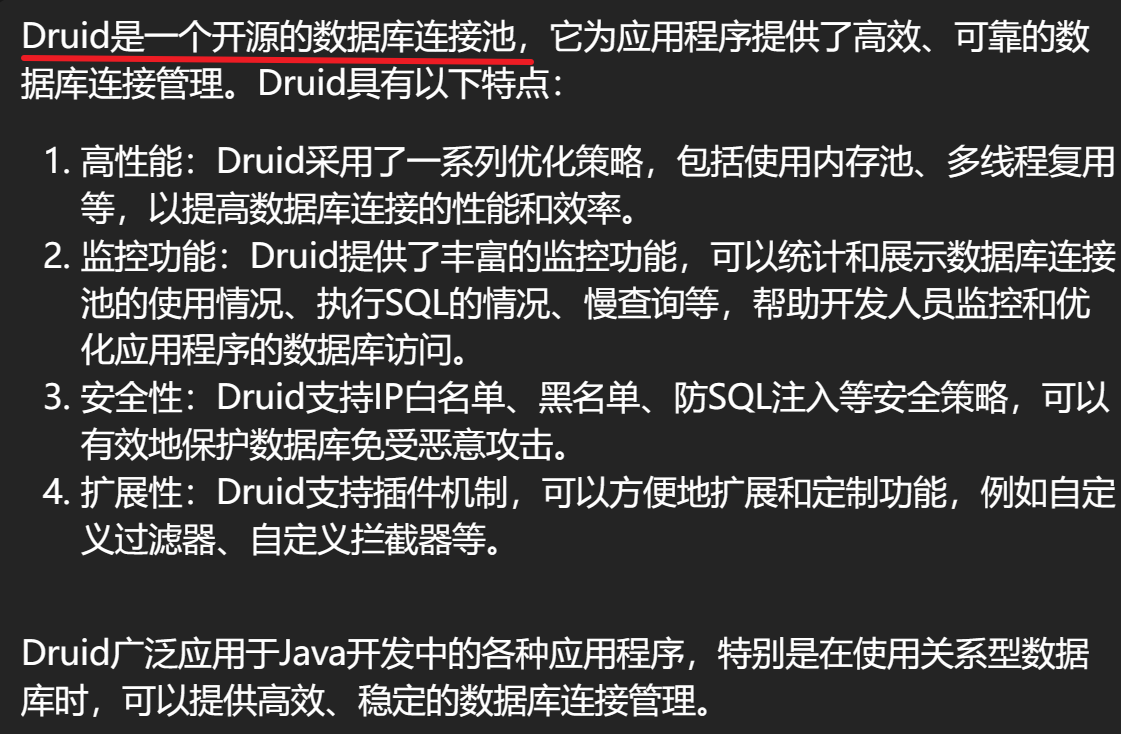 Druid是一个开源的数据库连接池，它为应用程序提供了高效、可靠的数
据库连接管理。Druid具有以下特点：
1. 高性能：Druid采用了一系列优化策略，包括使用内存池、多线程复用
等，以提高数据库连接的性能和效率。
2. 监控功能：Druid提供了丰富的监控功能，可以统计和展示数据库连接
池的使用情况、执行SQL的情况、慢查询等，帮助开发人员监控和优
化应用程序的数据库访问。
3. 安全性：Druid支持IP白名单、黑名单、防SQL注入等安全策略，可以
有效地保护数据库免受恶意攻击。
4. 扩展性：Druid支持插件机制，可以方便地扩展和定制功能，例如自定
义过滤器、自定义拦截器等。
Druid广泛应用于Java开发中的各种应用程序，特别是在使用关系型数据
库时，可以提供高效、稳定的数据库连接管理。